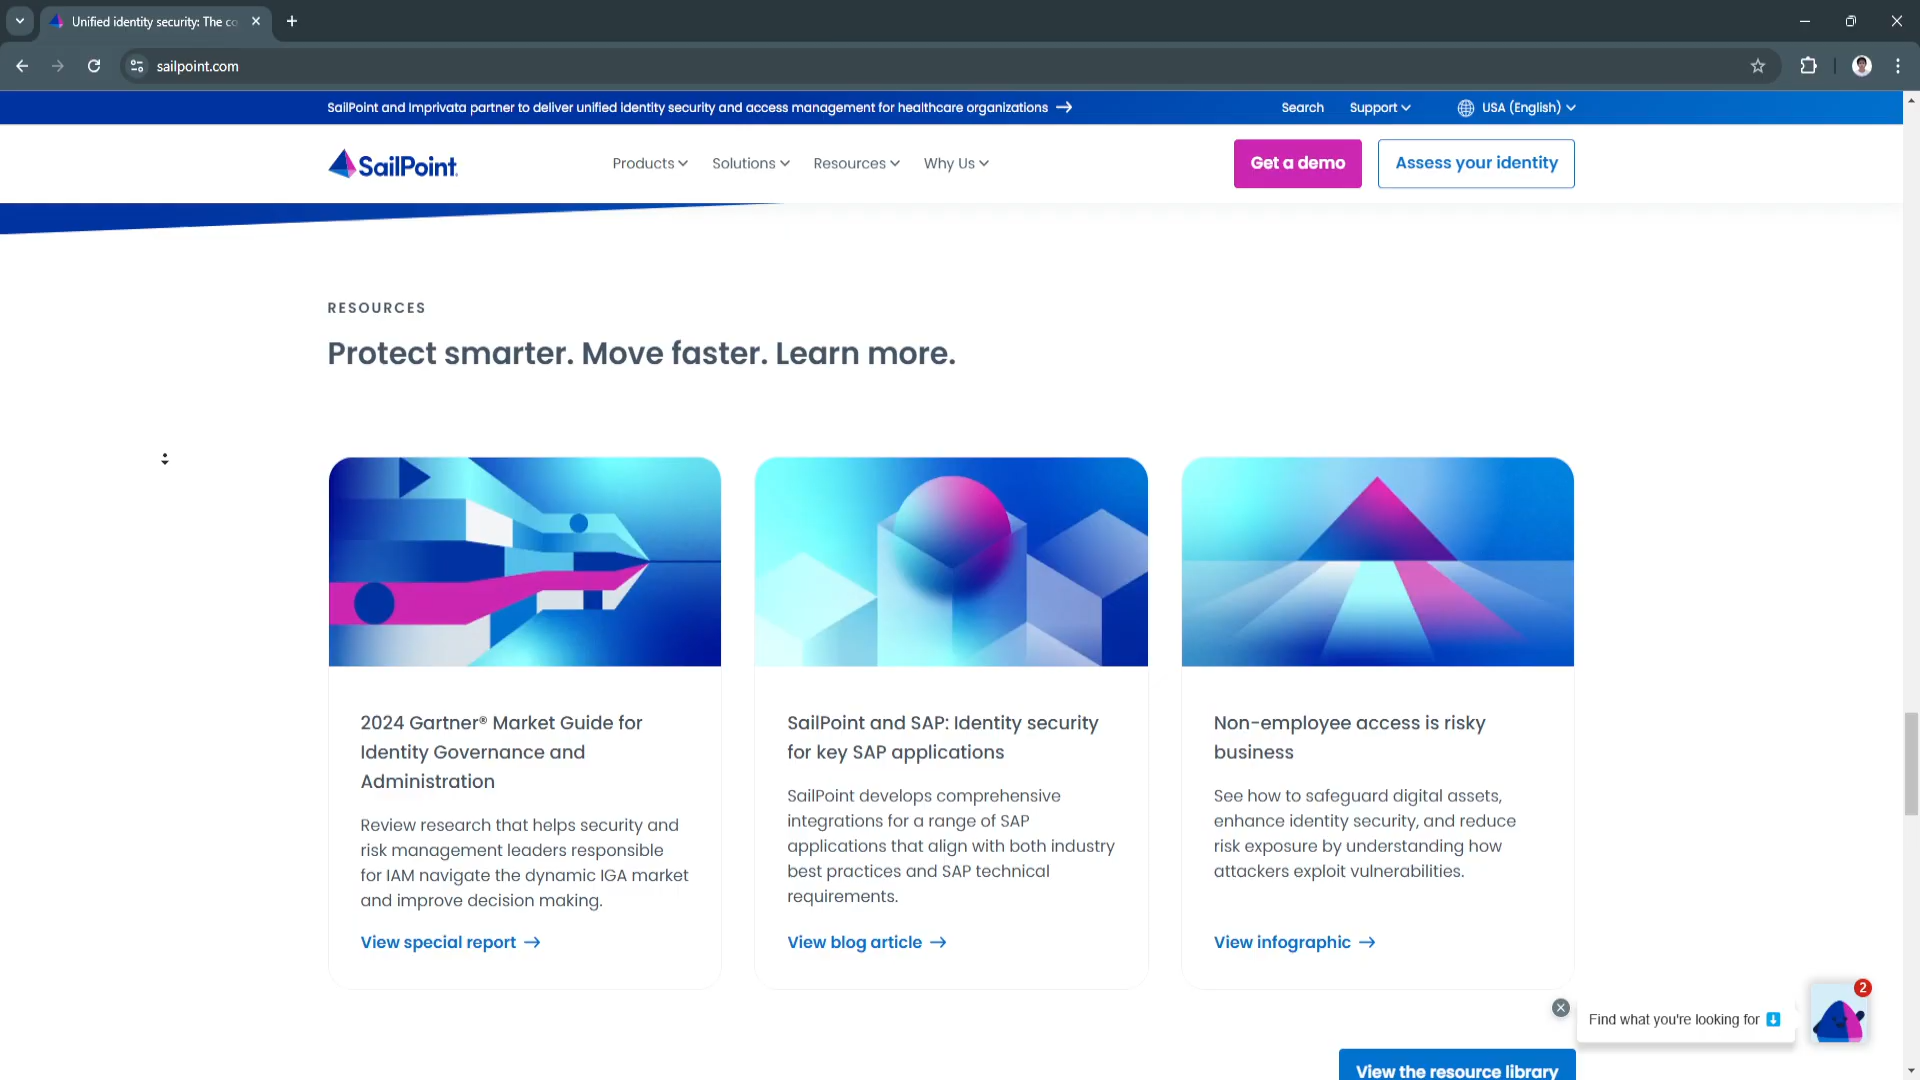 Unified identity security: The co
sailpoint.com
SailPoint and Imprivata partner to deliver unified identity security and access management for healthcare organizations →
Search
Support
USA (English)
SailPoint.
Products
Solutions
Resources
Why Us
Get a demo
Assess your identity
RESOURCES
Protect smarter. Move faster. Learn more.
2024 Gartner® Market Guide for
Identity Governance and
Administration
Review research that helps security and
risk management leaders responsible
for IAM navigate the dynamic IGA market
and improve decision making.
View special report →
SailPoint and SAP: Identity security
for key SAP applications
SailPoint develops comprehensive
integrations for a range of SAP
applications that align with both industry
best practices and SAP technical
requirements.
View blog article →
Non-employee access is risky
business
See how to safeguard digital assets,
enhance identity security, and reduce
risk exposure by understanding how
attackers exploit vulnerabilities.
View infographic →
2
Find what you're looking for
View the resource library